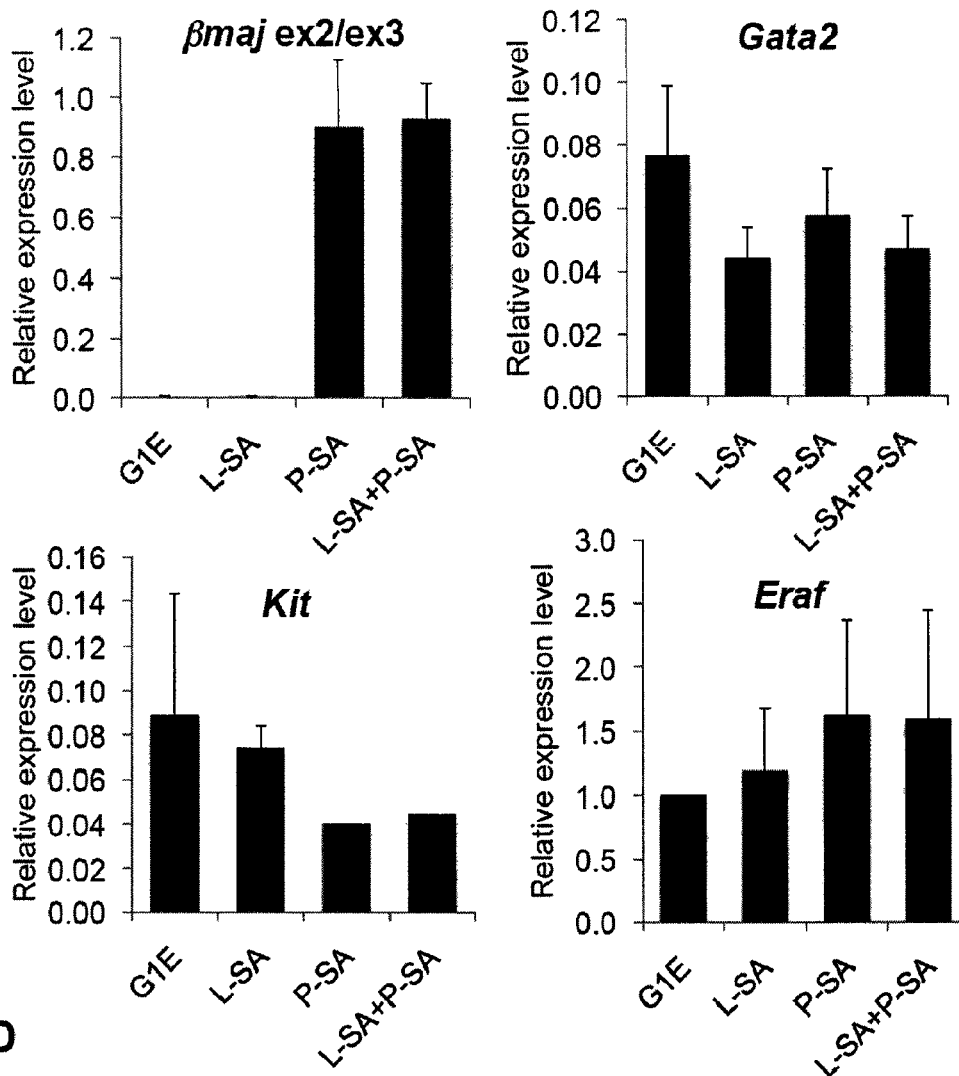 βmaj ex2/ex3
Relative expression level
1.2
1.0
0.8
0.6
0.4
0.2
0.0
G1E
L-SA
P-SA
L-SA+P-SA
Gata2
Relative expression level
0.12
0.10
0.08
0.06
0.04
0.02
0.00
G1E
L-SA
P-SA
L-SA+P-SA
Kit
Relative expression level
0.16
0.14
0.12
0.10
0.08
0.06
0.04
0.02
0.00
G1E
L-SA
P-SA
L-SA+P-SA
Eraf
Relative expression level
3.0
2.5
2.0
1.5
1.0
0.5
0.0
G1E
L-SA
P-SA
L-SA+P-SA